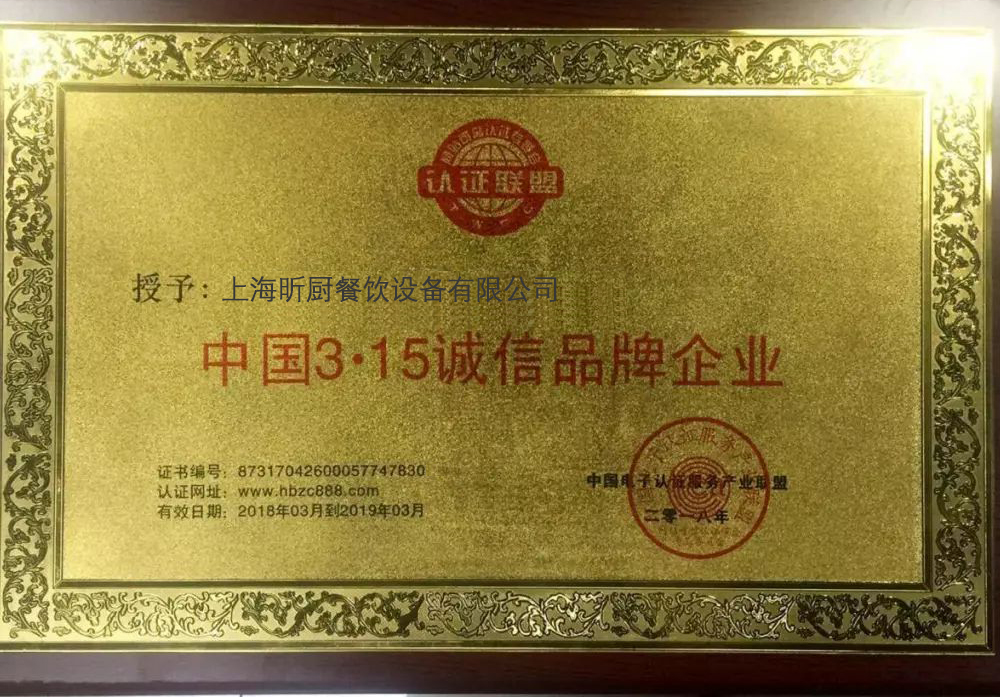 认证联盟
授予：上海昕厨餐饮设备有限公司
中国3·15诚信品牌企业
证书编号：87317042600057747830
认证网址：www.hbzc888.com
有效日期：2018年03月到2019年03月
中国电子认证服务产业联盟
二零一八年